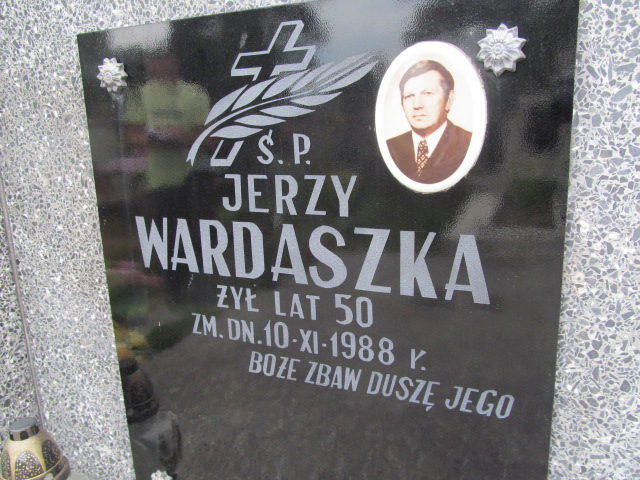 Ś. P.
JERZY
WARDASZKA
ŻYŁ LAT 50
ZM. DN. 10-XI-1988 r.
BOŻE ZBAW DUSZĘ JEGO